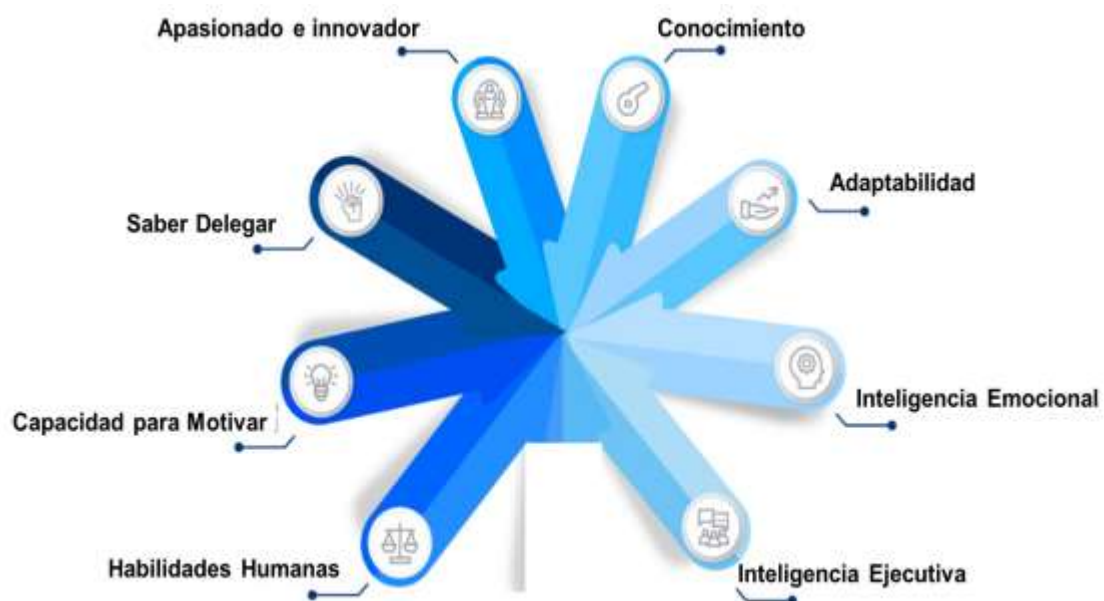 Apasionado e innovador
Conocimiento
Adaptabilidad
Saber Delegar
Inteligencia Emocional
Capacidad para Motivar
Habilidades Humanas
Inteligencia Ejecutiva